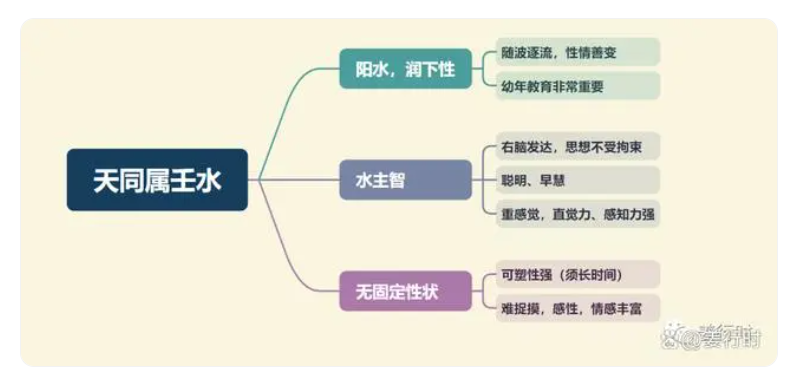 天同属壬水
阳水，润下性
随波逐流，性情善变
幼年教育非常重要
水主智
右脑发达，思想不受拘束
聪明、早慧
重感觉，直觉力、感知力强
无固定性状
可塑性强（须长时间）
难捉摸，感性，情感丰富